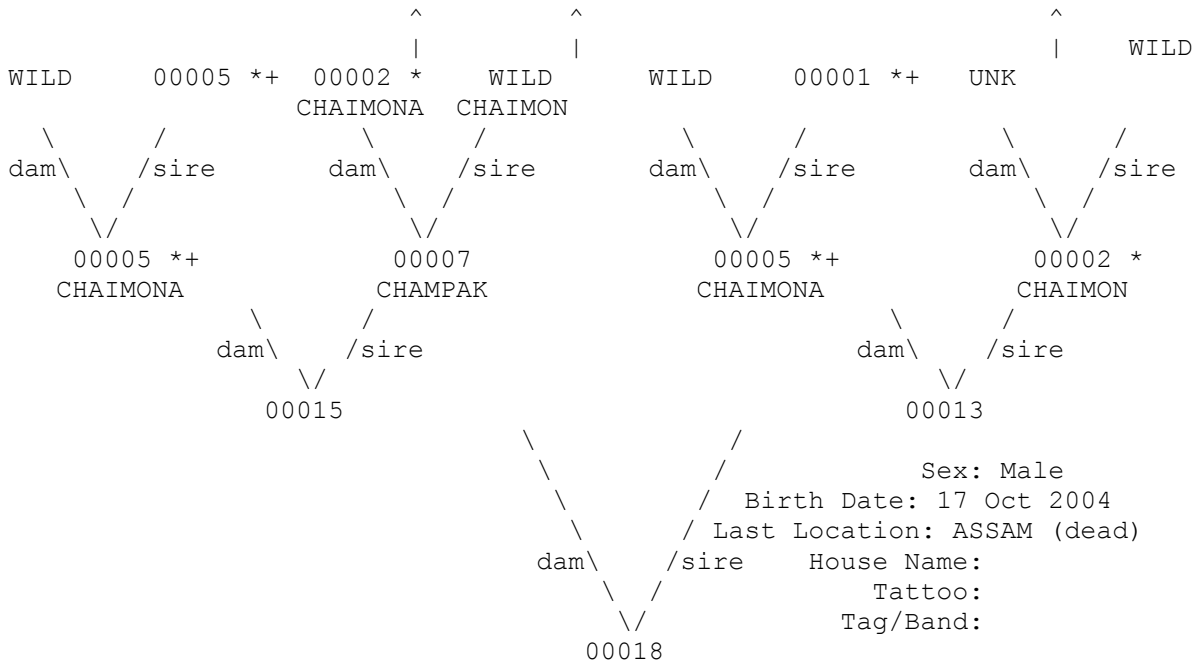 ^ ^ ^
| | | WILD
WILD 00005 *+ 00002 * WILD WILD 00001 *+ UNK
CHAIMONA CHAIMON
\ / \ / \ / \ /
dam\ /sire dam\ /sire dam\ /sire dam\ /sire
\ / \ / \ / \ /
\/ \/ \/ \/
00005 *+ 00007 00005 *+ 00002 *
CHAIMONA CHAMPAK CHAIMONA CHAIMON
\ / \ /
dam\ /sire dam\ /sire
\/ \/
00015 00013
\ /
\ / Sex: Male
\ / Birth Date: 17 Oct 2004
\ / Last Location: ASSAM (dead)
dam\ /sire House Name:
\ / Tattoo:
\/ Tag/Band:
00018